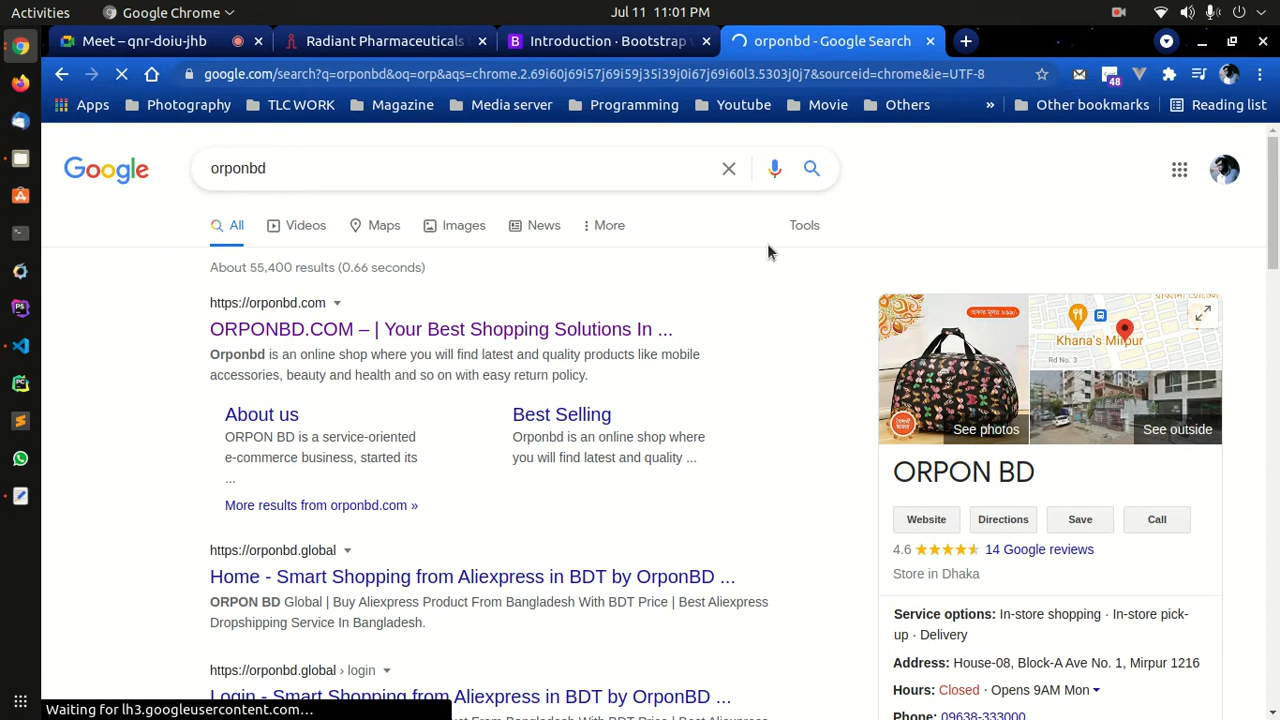 Activities
Google Chrome
Jul 11 11:01 PM
Meet – qnr-doiu-jhb
Radiant Pharmaceuticals
Introduction · Bootstrap v
orponbd - Google Search
google.com/search?q=orponbd&oq=orp&aqs=chrome.2.69i60j69i57j69i59j35i39j0i67j69i60l3.5303j0j7&sourceid=chrome&ie=UTF-8
48
Apps
Photography
TLC WORK
Magazine
Media server
Programming
Youtube
Movie
Others
»
Other bookmarks
Reading list
Google
orponbd
All
Videos
Maps
Images
News
More
Tools
About 55,400 results (0.66 seconds)
https://orponbd.com
ORPONBD.COM – | Your Best Shopping Solutions In ...
Orponbd is an online shop where you will find latest and quality products like mobile
accessories, beauty and health and so on with easy return policy.
About us
ORPON BD is a service-oriented
e-commerce business, started its
...
Best Selling
Orponbd is an online shop where
you will find latest and quality ...
More results from orponbd.com »
https://orponbd.global
Home - Smart Shopping from Aliexpress in BDT by OrponBD ...
ORPON BD Global | Buy Aliexpress Product From Bangladesh With BDT Price | Best Aliexpress
Dropshipping Service In Bangladesh.
https://orponbd.global › login
Login - Smart Shopping from Aliexpress in BDT by OrponBD ...
Khana's Mirpur
Rd No. 3
See photos
See outside
ORPON BD
Website
Directions
Save
Call
4.6
14 Google reviews
Store in Dhaka
Service options: In-store shopping · In-store pick-
up · Delivery
Address: House-08, Block-A Ave No. 1, Mirpur 1216
Hours: Closed · Opens 9AM Mon
Phone: 09638-333000
Waiting for lh3.googleusercontent.com...